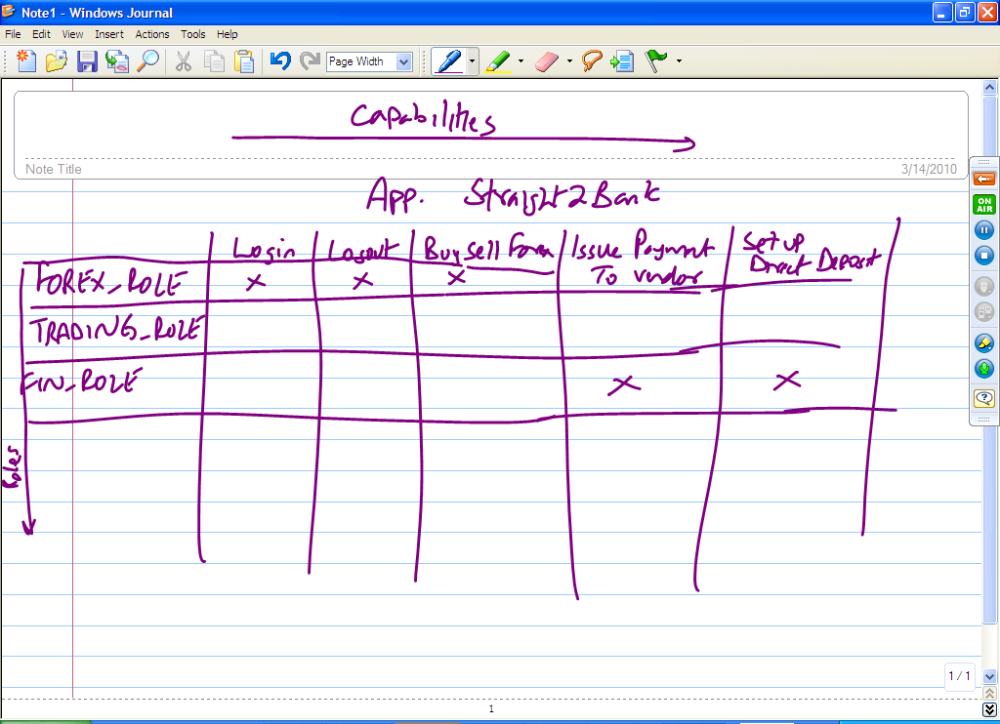 Note1 - Windows Journal
File Edit View Insert Actions Tools Help
Page Width
Capabilities
Note Title 3/14/2010
App. Straight2Bank
Login Logout Buy sell Forex Issue Payment To vendor Set up Direct Deposit
FOREX_ROLE x x x
TRADING_ROLE
FIN_ROLE x x
Roles
ON AIR
1 / 1
1